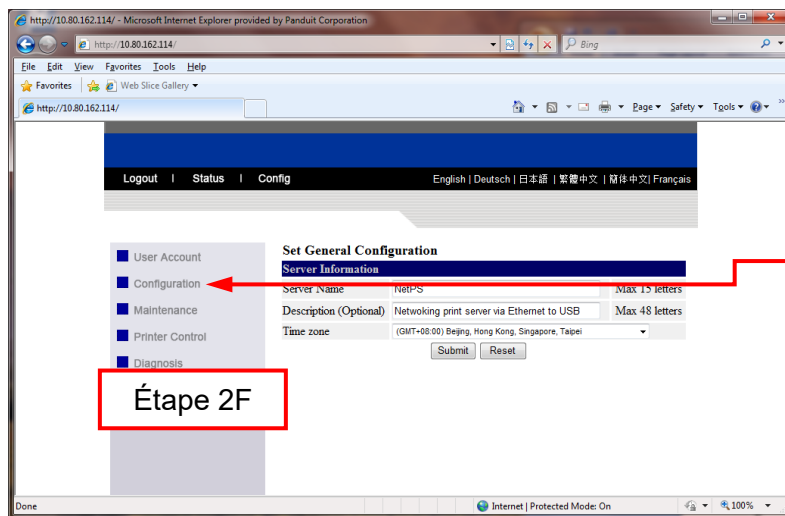 http://10.80.162.114/ - Microsoft Internet Explorer provided by Panduit Corporation
http://10.80.162.114/
Bing
File Edit View Favorites Tools Help
Favorites Web Slice Gallery
http://10.80.162.114/
Page Safety Tools
Logout | Status | Config
English | Deutsch | 日本語 | 繁體中文 | 簡体中文| Français
User Account
Configuration
Maintenance
Printer Control
Diagnosis
Set General Configuration
Server Information
Server Name NetPS Max 15 letters
Description (Optional) Netwoking print server via Ethernet to USB Max 48 letters
Time zone (GMT+08:00) Beijing, Hong Kong, Singapore, Taipei
Submit Reset
Étape 2F
Done Internet | Protected Mode: On 100%